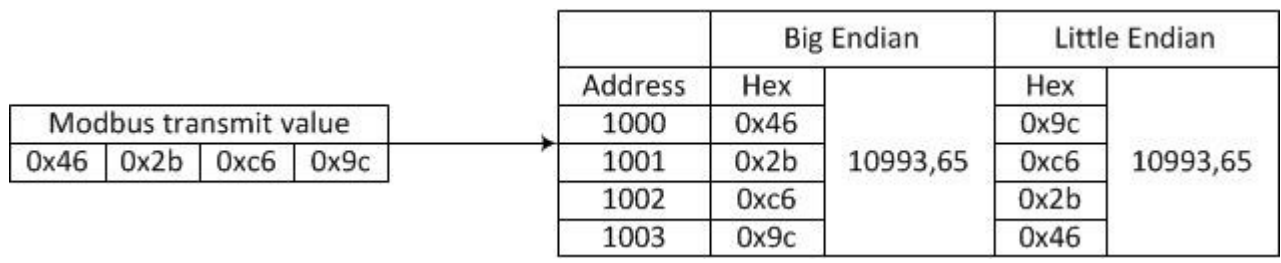 Big Endian Little Endian
Address Hex Hex
Modbus transmit value 1000 0x46 0x9c
0x46 0x2b 0xc6 0x9c 1001 0x2b 10993,65 0xc6 10993,65
1002 0xc6 0x2b
1003 0x9c 0x46